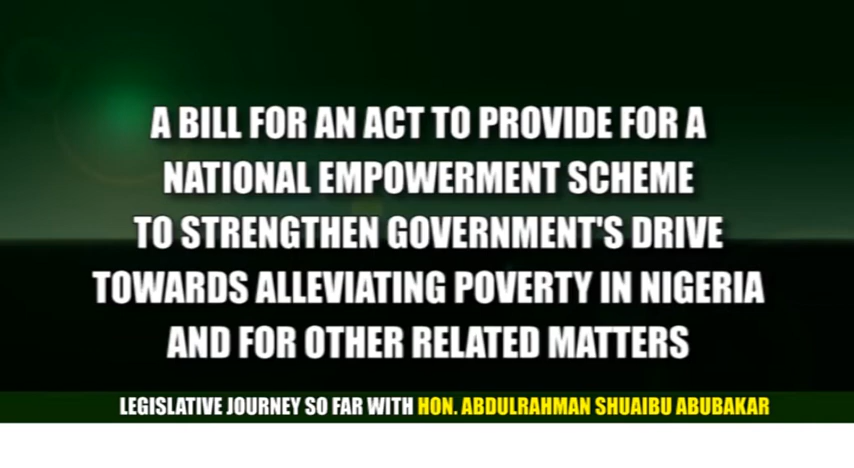 A BILL FOR AN ACT TO PROVIDE FOR A
NATIONAL EMPOWERMENT SCHEME
TO STRENGTHEN GOVERNMENT'S DRIVE
TOWARDS ALLEVIATING POVERTY IN NIGERIA
AND FOR OTHER RELATED MATTERS
LEGISLATIVE JOURNEY SO FAR WITH HON. ABDULRAHMAN SHUAIBU ABUBAKAR